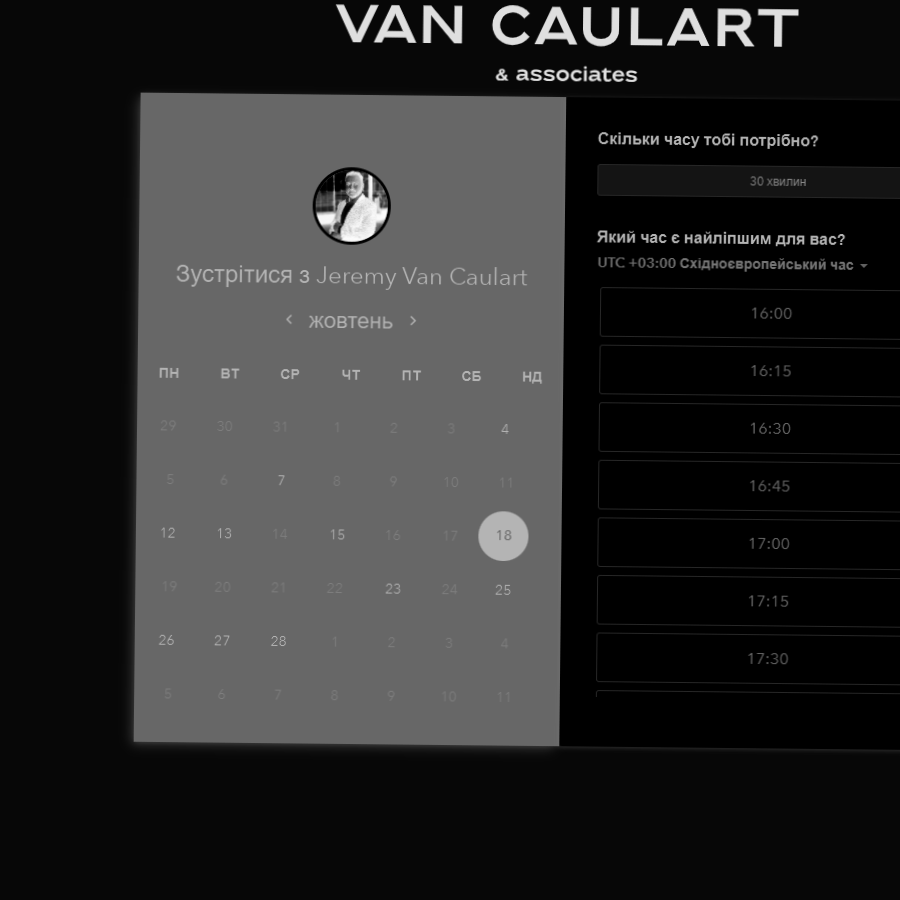 VAN CAULART
& associates
Зустрітися з Jeremy Van Caulart
жовтень
ПН ВТ СР ЧТ ПТ СБ НД
29 30 31 1 2 3 4
5 6 7 8 9 10 11
12 13 14 15 16 17 18
19 20 21 22 23 24 25
26 27 28 1 2 3 4
5 6 7 8 9 10 11
Скільки часу тобі потрібно?
30 хвилин
Який час є найліпшим для вас?
UTC +03:00 Східноєвропейський час
16:00
16:15
16:30
16:45
17:00
17:15
17:30